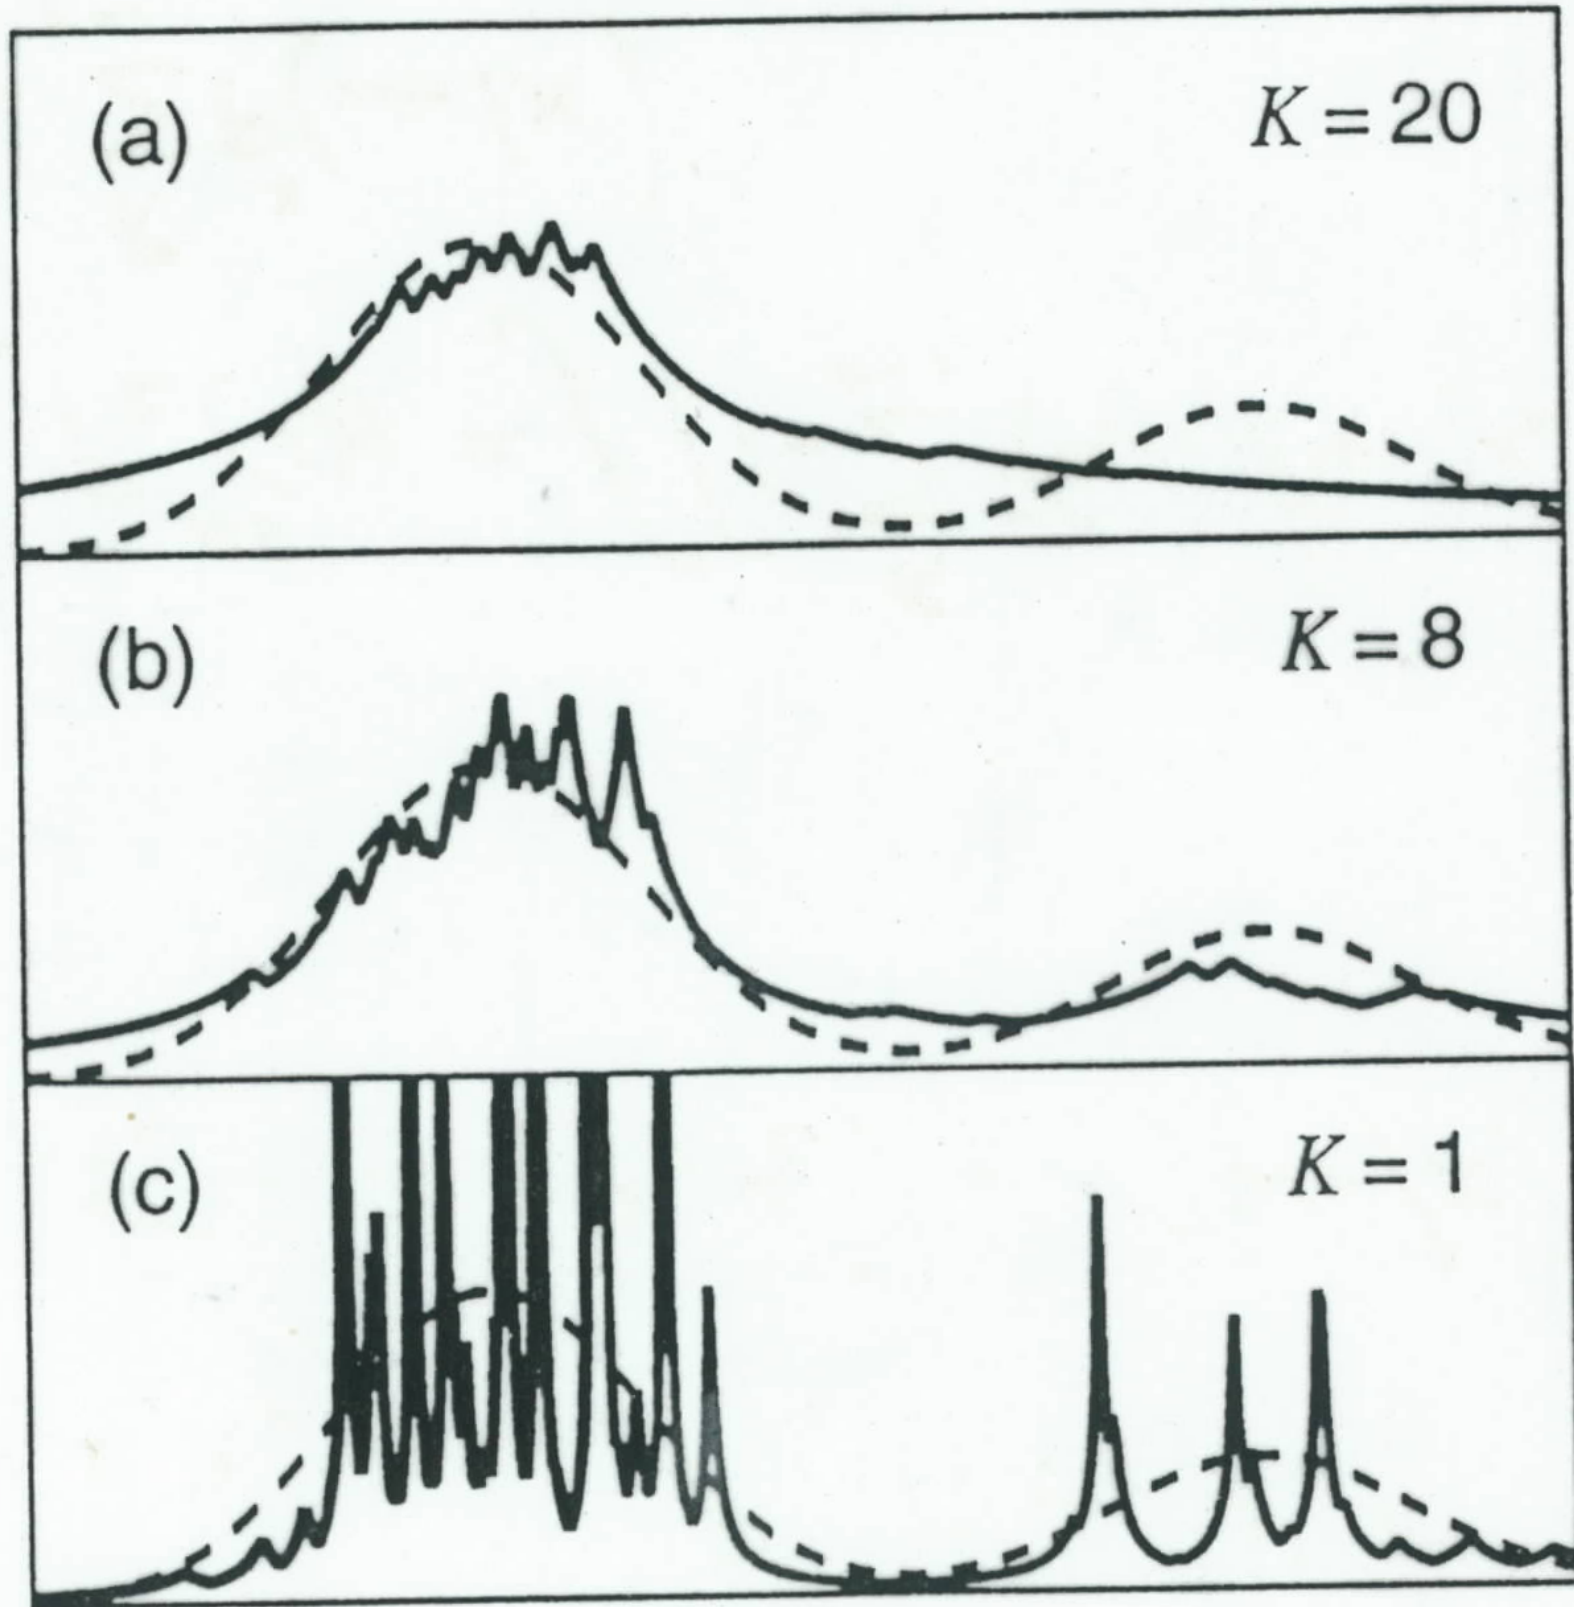 (a) K = 20
(b) K = 8
(c) K = 1